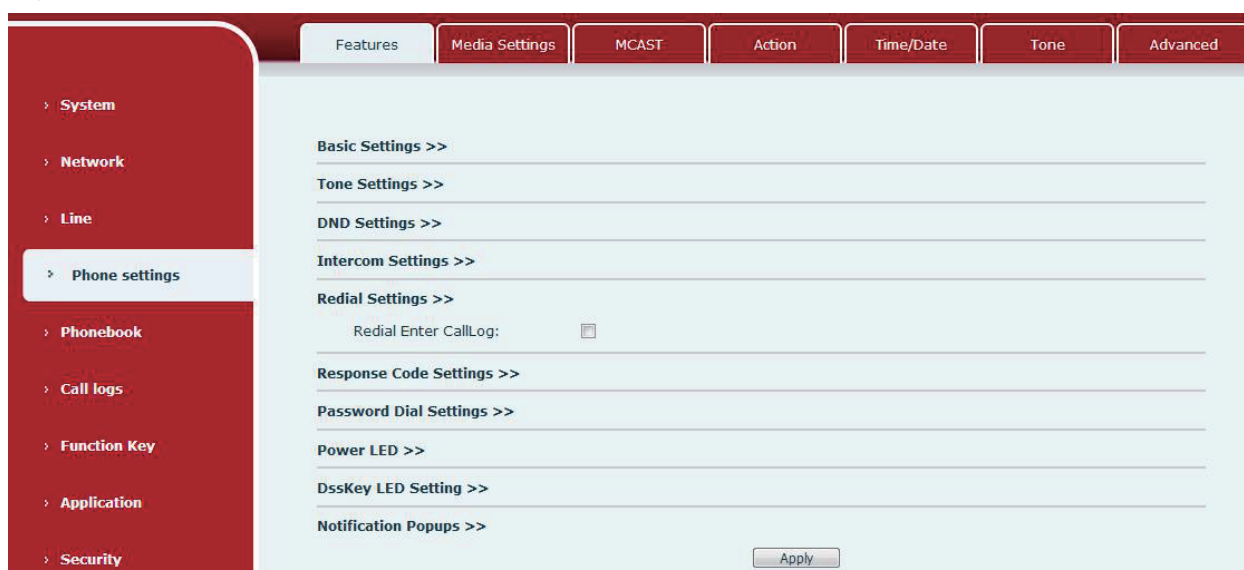 Features Media Settings MCAST Action Time/Date Tone Advanced
› System
› Network
› Line
› Phone settings
› Phonebook
› Call logs
› Function Key
› Application
› Security
Basic Settings >>
Tone Settings >>
DND Settings >>
Intercom Settings >>
Redial Settings >>
Redial Enter CallLog:
Response Code Settings >>
Password Dial Settings >>
Power LED >>
DssKey LED Setting >>
Notification Popups >>
Apply